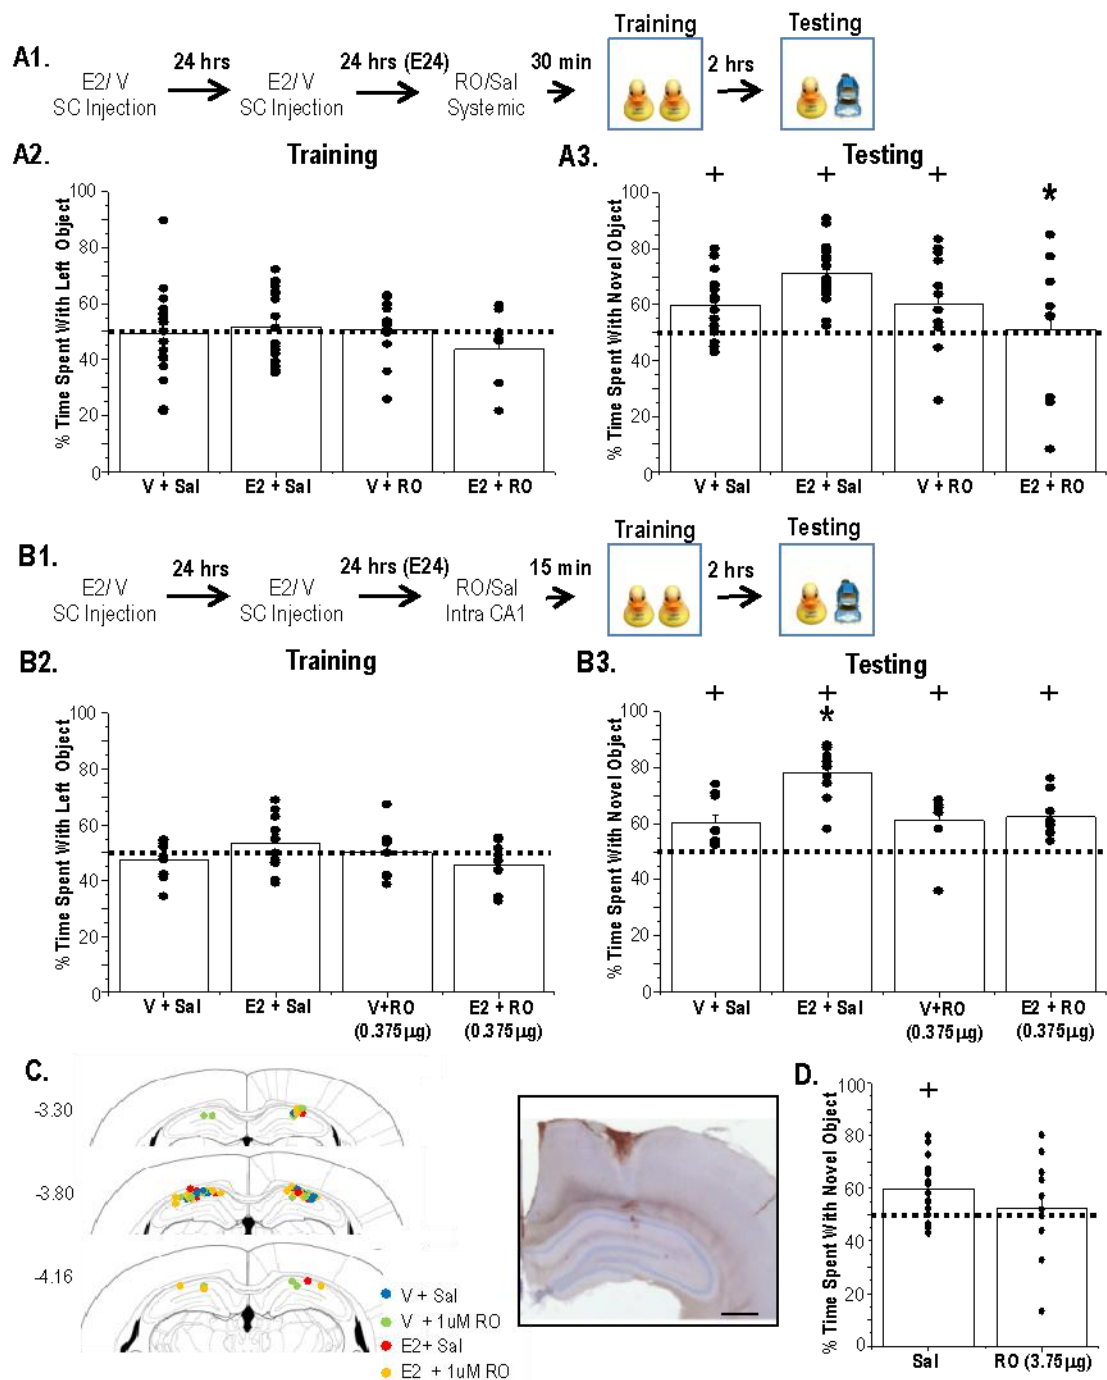 Training Testing
A1. E2/ V SC Injection 24 hrs E2/ V SC Injection 24 hrs (E24) RO/Sal Systemic 30 min 2 hrs
A2. Training
% Time Spent With Left Object
100
80
60
40
20
0
V + Sal E2 + Sal V + RO E2 + RO
A3. Testing
+ + + *
% Time Spent With Novel Object
100
80
60
40
20
0
V + Sal E2 + Sal V + RO E2 + RO
Training Testing
B1. E2/ V SC Injection 24 hrs E2/ V SC Injection 24 hrs (E24) RO/Sal Intra CA1 15 min 2 hrs
B2. Training
% Time Spent With Left Object
100
80
60
40
20
0
V + Sal E2 + Sal V+RO E2 + RO
(0.375µg) (0.375µg)
B3. Testing
+ + + +
*
% Time Spent With Novel Object
100
80
60
40
20
0
V + Sal E2 + Sal V+RO E2 + RO
(0.375µg) (0.375µg)
C.
-3.30
-3.80
-4.16
V + Sal
V + 1uM RO
E2+ Sal
E2 + 1uM RO
D.
+
% Time Spent With Novel Object
100
80
60
40
20
0
Sal RO (3.75µg)